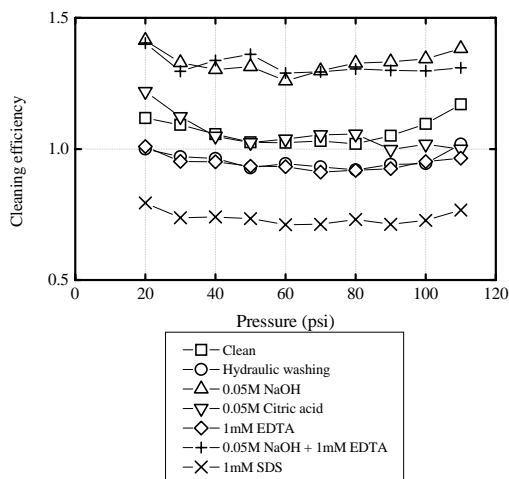 1.5
1.0
0.5
Cleaning efficiency
0 20 40 60 80 100 120
Pressure (psi)
Clean
Hydraulic washing
0.05M NaOH
0.05M Citric acid
1mM EDTA
0.05M NaOH + 1mM EDTA
1mM SDS